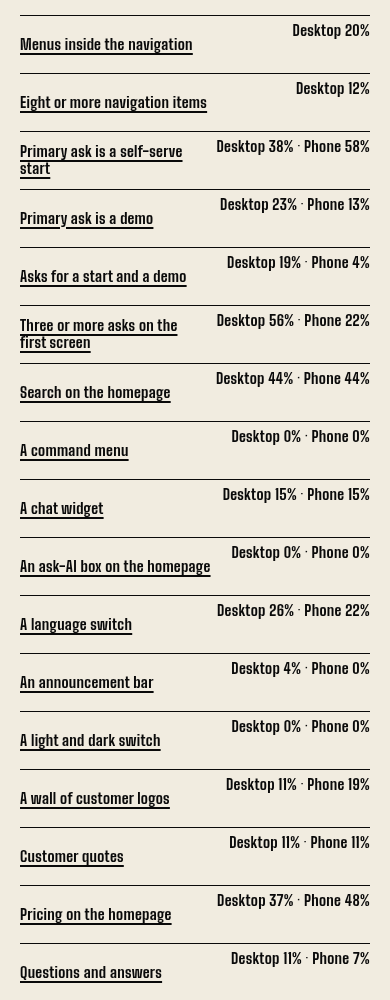 Desktop 20%
Menus inside the navigation
Desktop 12%
Eight or more navigation items
Desktop 38% · Phone 58%
Primary ask is a self-serve
start
Desktop 23% · Phone 13%
Primary ask is a demo
Desktop 19% · Phone 4%
Asks for a start and a demo
Desktop 56% · Phone 22%
Three or more asks on the
first screen
Desktop 44% · Phone 44%
Search on the homepage
Desktop 0% · Phone 0%
A command menu
Desktop 15% · Phone 15%
A chat widget
Desktop 0% · Phone 0%
An ask-AI box on the homepage
Desktop 26% · Phone 22%
A language switch
Desktop 4% · Phone 0%
An announcement bar
Desktop 0% · Phone 0%
A light and dark switch
Desktop 11% · Phone 19%
A wall of customer logos
Desktop 11% · Phone 11%
Customer quotes
Desktop 37% · Phone 48%
Pricing on the homepage
Desktop 11% · Phone 7%
Questions and answers